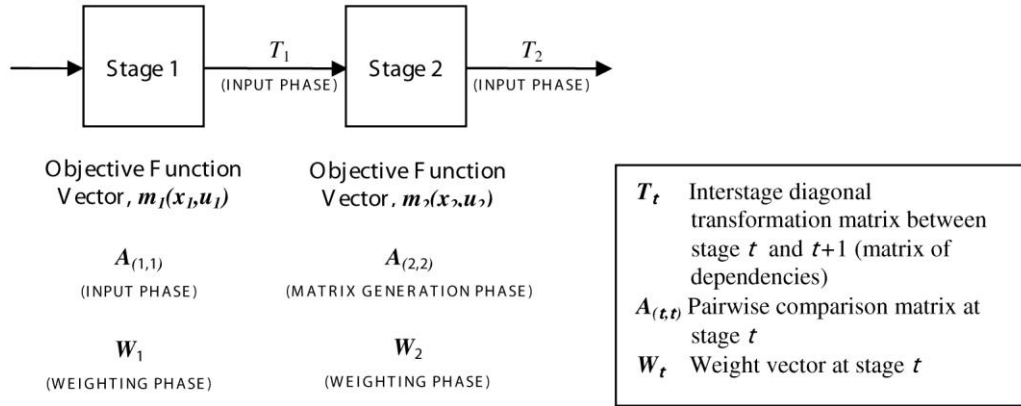 Stage 1
T1
(INPUT PHASE)
Stage 2
T2
(INPUT PHASE)
Objective Function
Vector, m1(x1,u1)
Objective Function
Vector, m2(x2,u2)
A(1,1)
(INPUT PHASE)
A(2,2)
(MATRIX GENERATION PHASE)
W1
(WEIGHTING PHASE)
W2
(WEIGHTING PHASE)
Tt Interstage diagonal
transformation matrix between
stage t and t+1 (matrix of
dependencies)
A(t,t) Pairwise comparison matrix at
stage t
Wt Weight vector at stage t